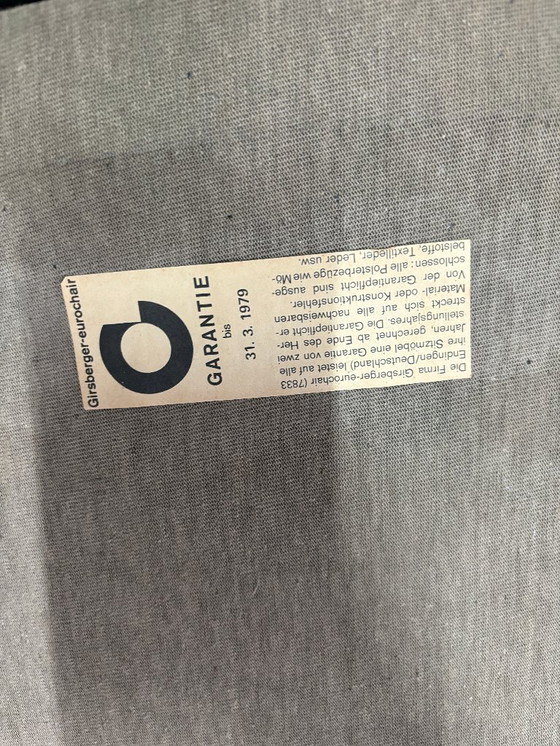 Girsberger-eurochair
GARANTIE
bis
31. 3. 1979
Die Firma Girsberger-eurochair (7833
Endingen/Deutschland) leistet auf alle
ihre Sitzmöbel eine Garantie von zwei
Jahren, gerechnet ab Ende des Her-
stellungsjahres. Die Garantiepflicht er-
streckt sich auf alle nachweisbaren
Material- oder Konstruktionsfehler.
Von der Garantiepflicht sind ausge-
schlossen: alle Polsterbezüge wie Mö-
belstoffe, Textilleder, Leder usw.